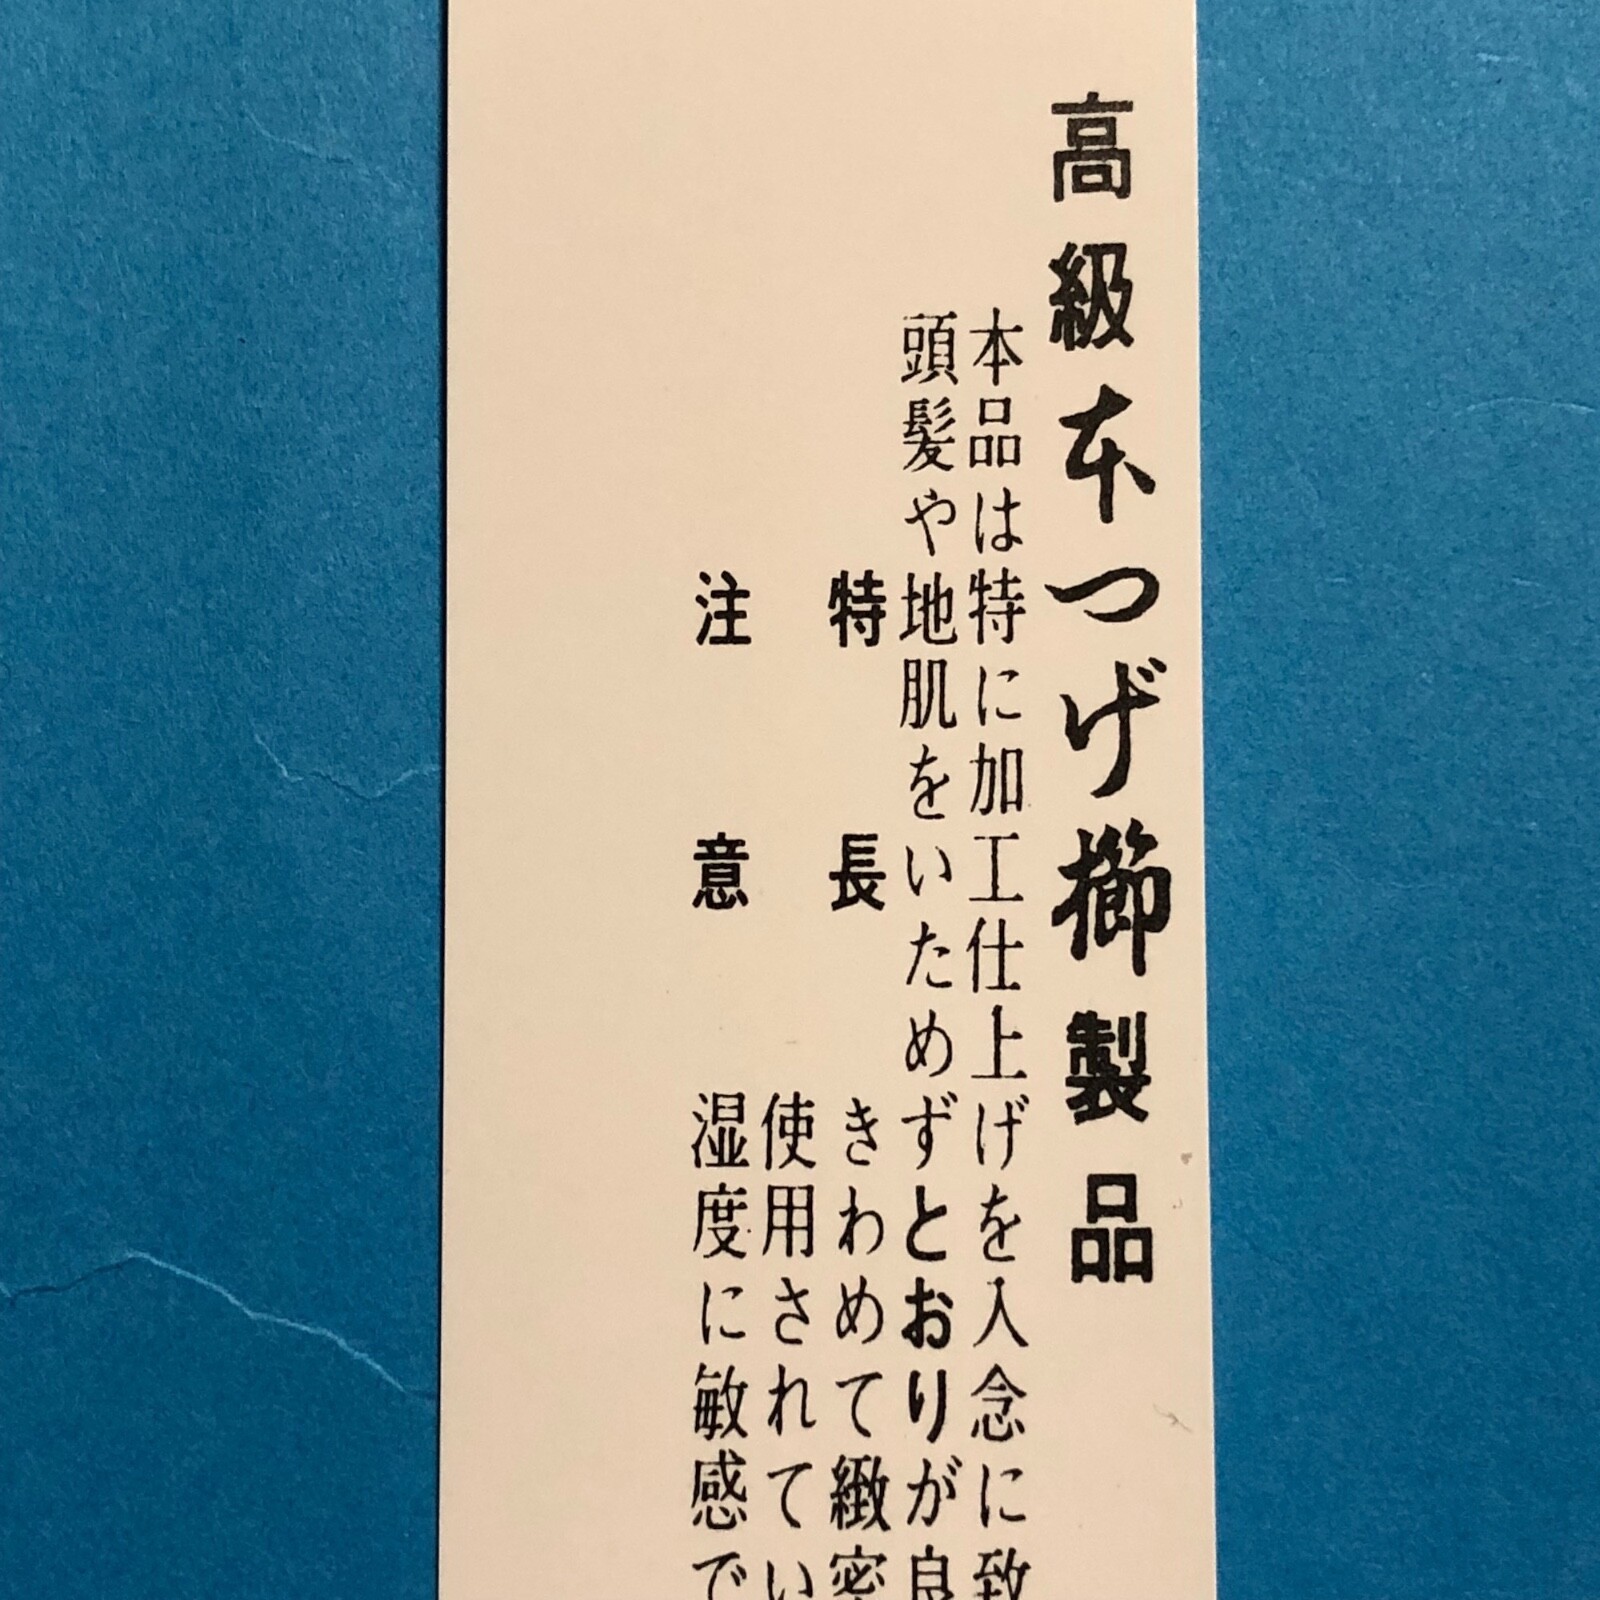 高級本つげ櫛製品
本品は特に加工仕上げを入念に致
頭髪や地肌をいためずとおりが良
特長 きわめて緻密
使用されてい
注意 湿度に敏感で